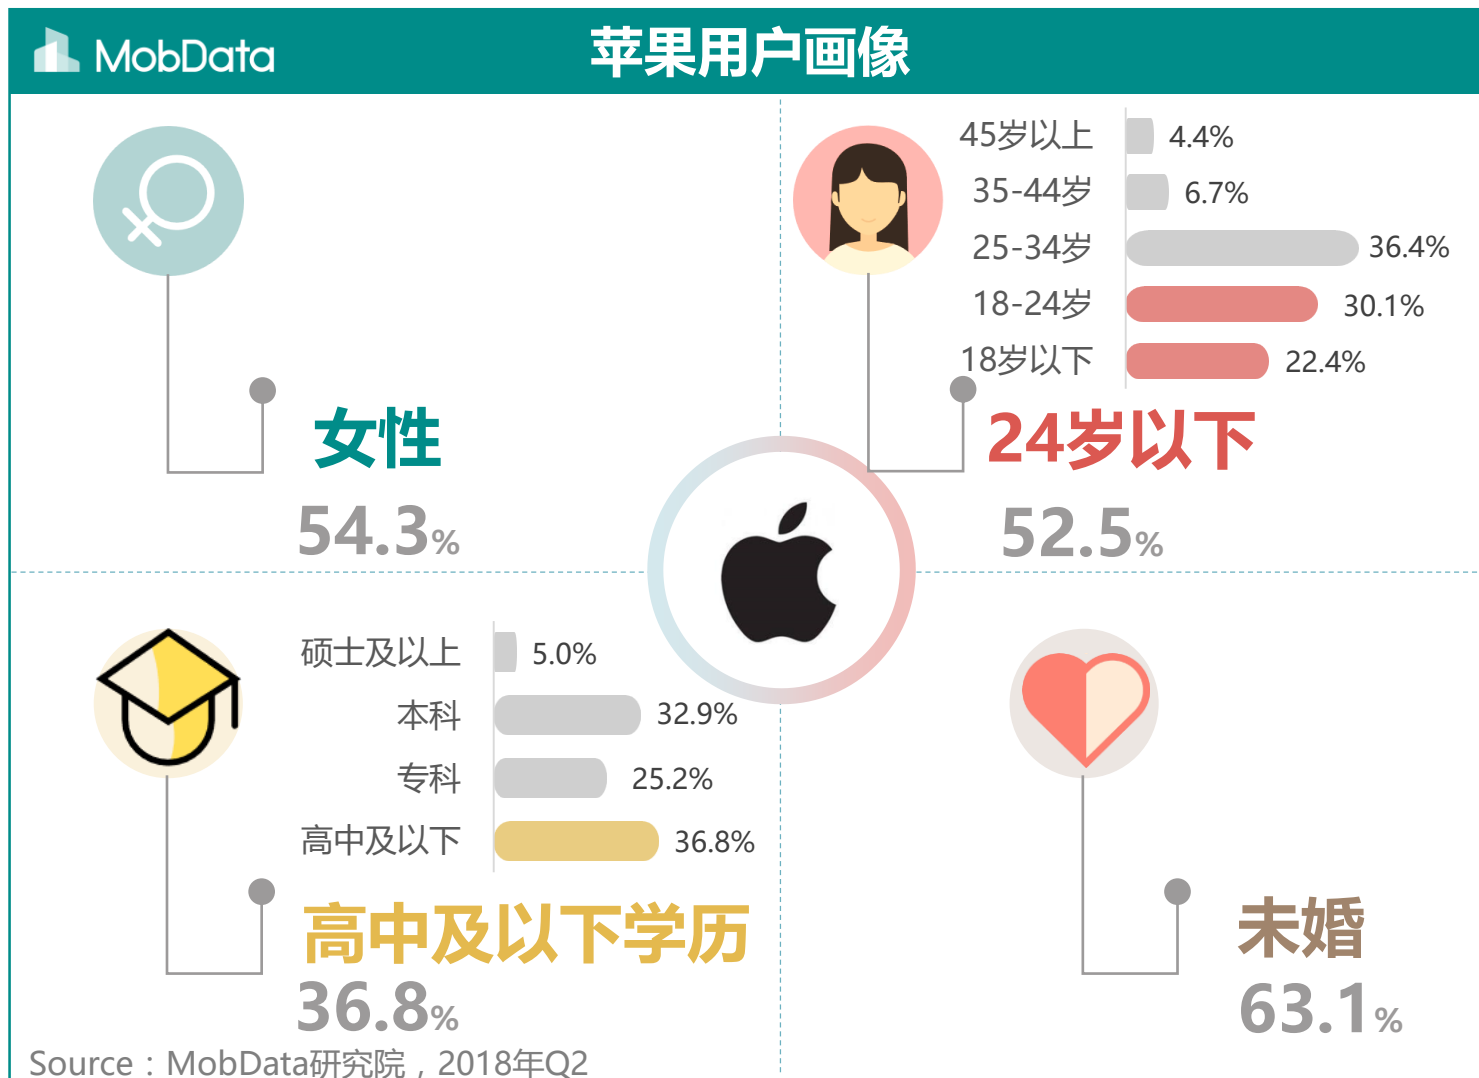 MobData
苹果用户画像
女性
54.3%
45岁以上 4.4%
35-44岁 6.7%
25-34岁 36.4%
18-24岁 30.1%
18岁以下 22.4%
24岁以下
52.5%
硕士及以上 5.0%
本科 32.9%
专科 25.2%
高中及以下 36.8%
高中及以下学历
36.8%
未婚
63.1%
Source：MobData研究院，2018年Q2